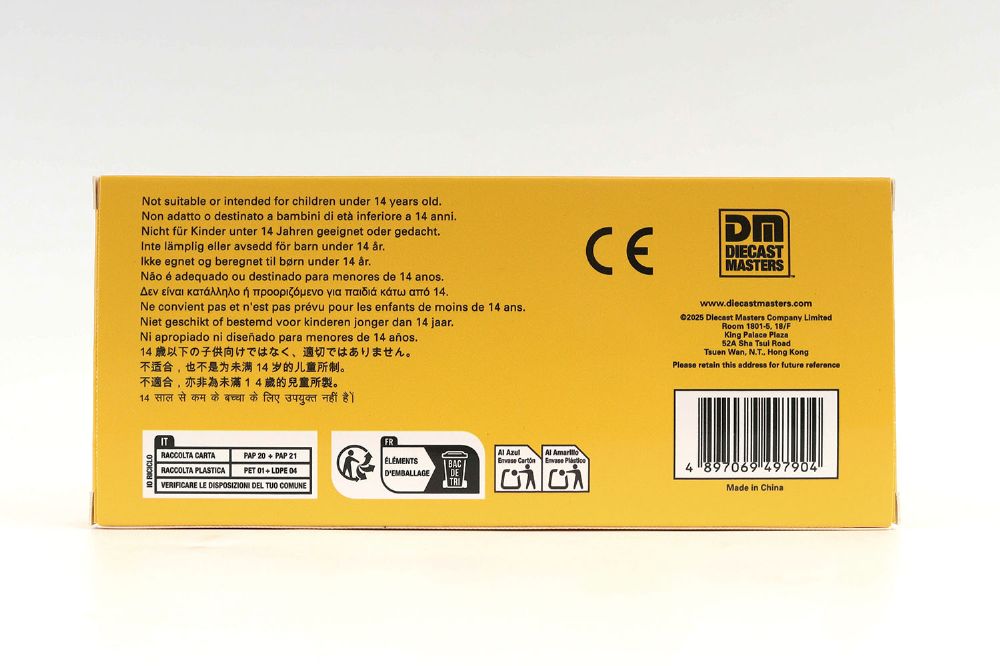 Not suitable or intended for children under 14 years old.
Non adatto o destinato a bambini di età inferiore a 14 anni.
Nicht für Kinder unter 14 Jahren geeignet oder gedacht.
Inte lämplig eller avsedd för barn under 14 år.
Ikke egnet og beregnet til børn under 14 år.
Não é adequado ou destinado para menores de 14 anos.
Δεν είναι κατάλληλο ή προοριζόμενο για παιδιά κάτω από 14.
Ne convient pas et n'est pas prévu pour les enfants de moins de 14 ans.
Niet geschikt of bestemd voor kinderen jonger dan 14 jaar.
Ni apropiado ni diseñado para menores de 14 años.
14 歳以下の子供向けではなく、適切ではありません。
不适合，也不是为未满 14 岁的儿童所制。
不適合，亦非為未滿 14 歲的兒童所製。
14 साल से कम के बच्चा के लिए उपयुक्त नहीं है।
IO RICICLO
IT
RACCOLTA CARTA PAP 20 + PAP 21
RACCOLTA PLASTICA PET 01 + LDPE 04
VERIFICARE LE DISPOSIZIONI DEL TUO COMUNE
FR
ÉLÉMENTS
D'EMBALLAGE
BAC
DE
TRI
Al Azul
Envase Cartón
Al Amarillo
Envase Plástico
CE
DM
DIECAST
MASTERS™
www.diecastmasters.com
©2025 Diecast Masters Company Limited
Room 1801-5, 18/F
King Palace Plaza
52A Sha Tsui Road
Tsuen Wan, N.T., Hong Kong
Please retain this address for future reference
4 897069 497904
Made in China